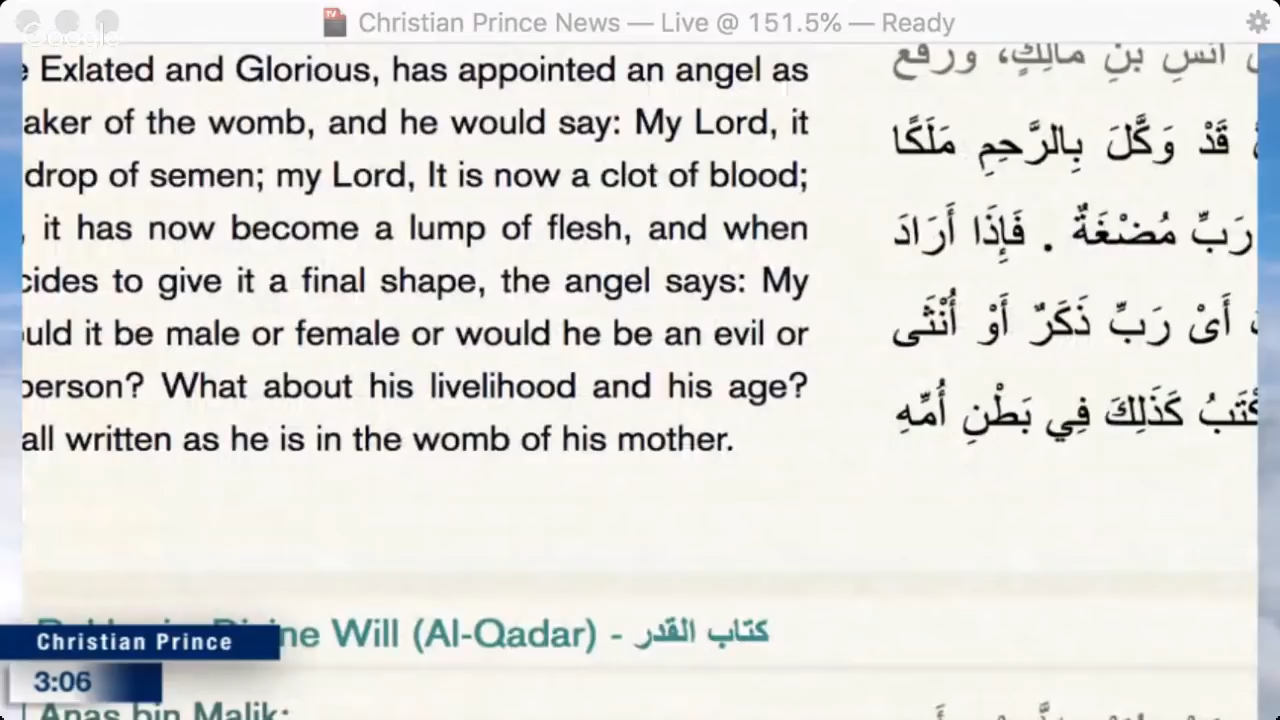 Christian Prince News — Live @ 151.5% — Ready
Google
Exlated and Glorious, has appointed an angel as
aker of the womb, and he would say: My Lord, it
drop of semen; my Lord, It is now a clot of blood;
, it has now become a lump of flesh, and when
cides to give it a final shape, the angel says: My
uld it be male or female or would he be an evil or
person? What about his livelihood and his age?
all written as he is in the womb of his mother.
أَنَسِ بْنِ مَالِكٍ، وَرَفَعَ
قَدْ وَكَّلَ بِالرَّحِمِ مَلَكًا
رَبِّ مُضْغَةٌ . فَإِذَا أَرَادَ
أَىْ رَبِّ ذَكَرٌ أَوْ أُنْثَى
كْتَبُ كَذَلِكَ فِي بَطْنِ أُمِّهِ
ne Will (Al-Qadar) - كتاب القدر
Christian Prince
3:06
Anas bin Malik: